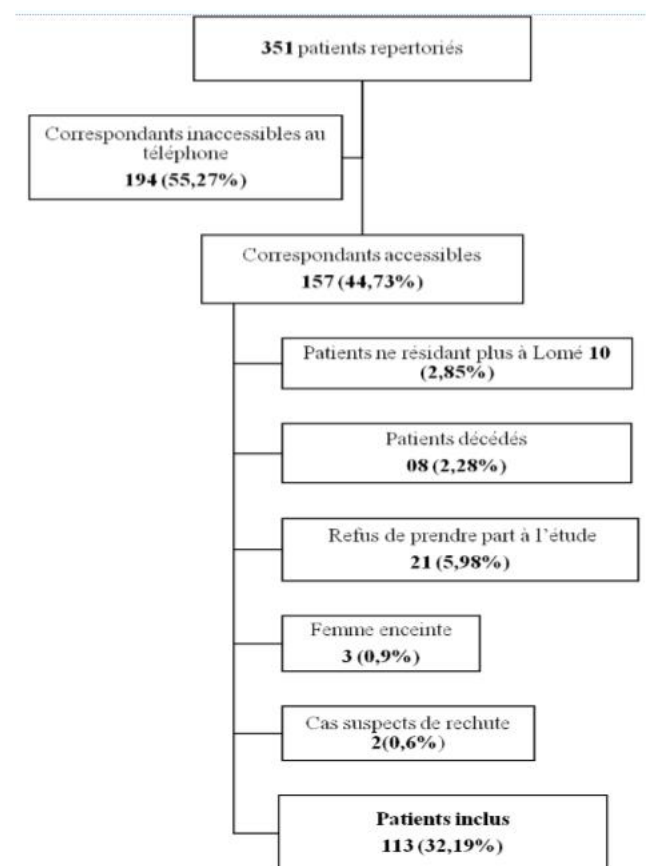 351 patients repertoriés
Correspondants inaccessibles au
téléphone
194 (55,27%)
Correspondants accessibles
157 (44,73%)
Patients ne résidant plus à Lomé 10
(2,85%)
Patients décédés
08 (2,28%)
Refus de prendre part à l'étude
21 (5,98%)
Femme enceinte
3 (0,9%)
Cas suspects de rechute
2(0,6%)
Patients inclus
113 (32,19%)